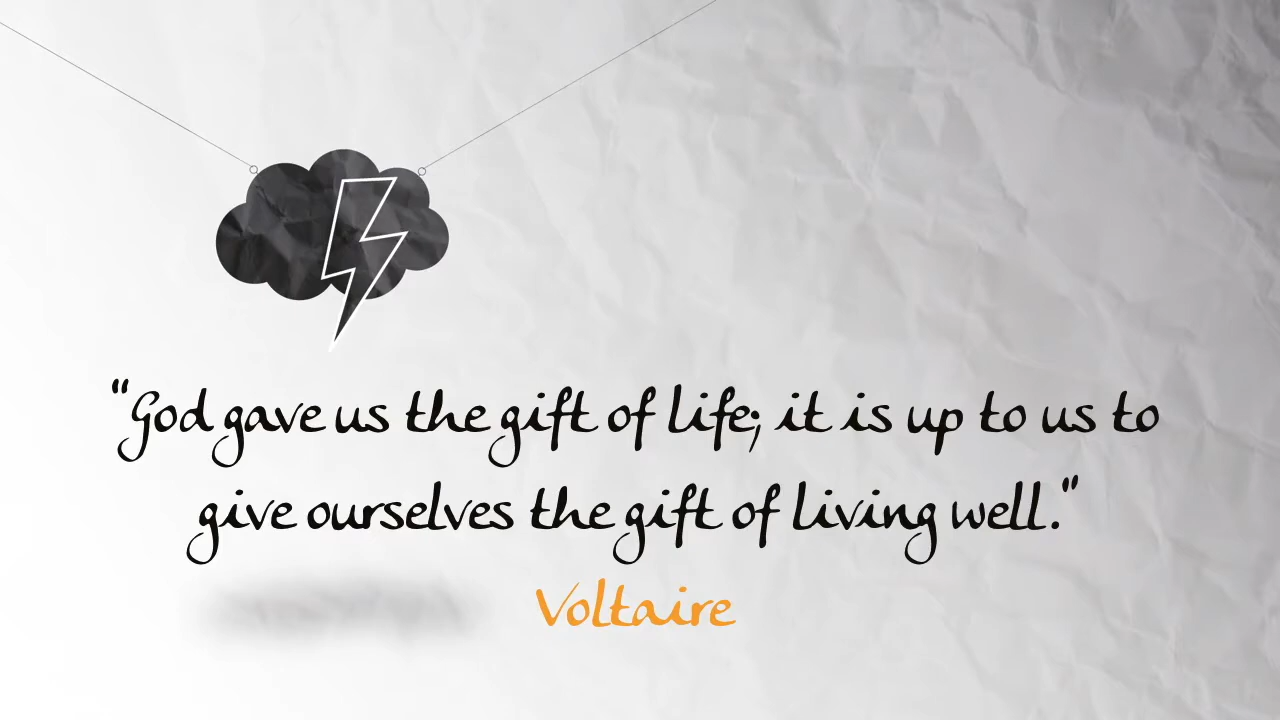 "God gave us the gift of life; it is up to us to
give ourselves the gift of living well."
Voltaire